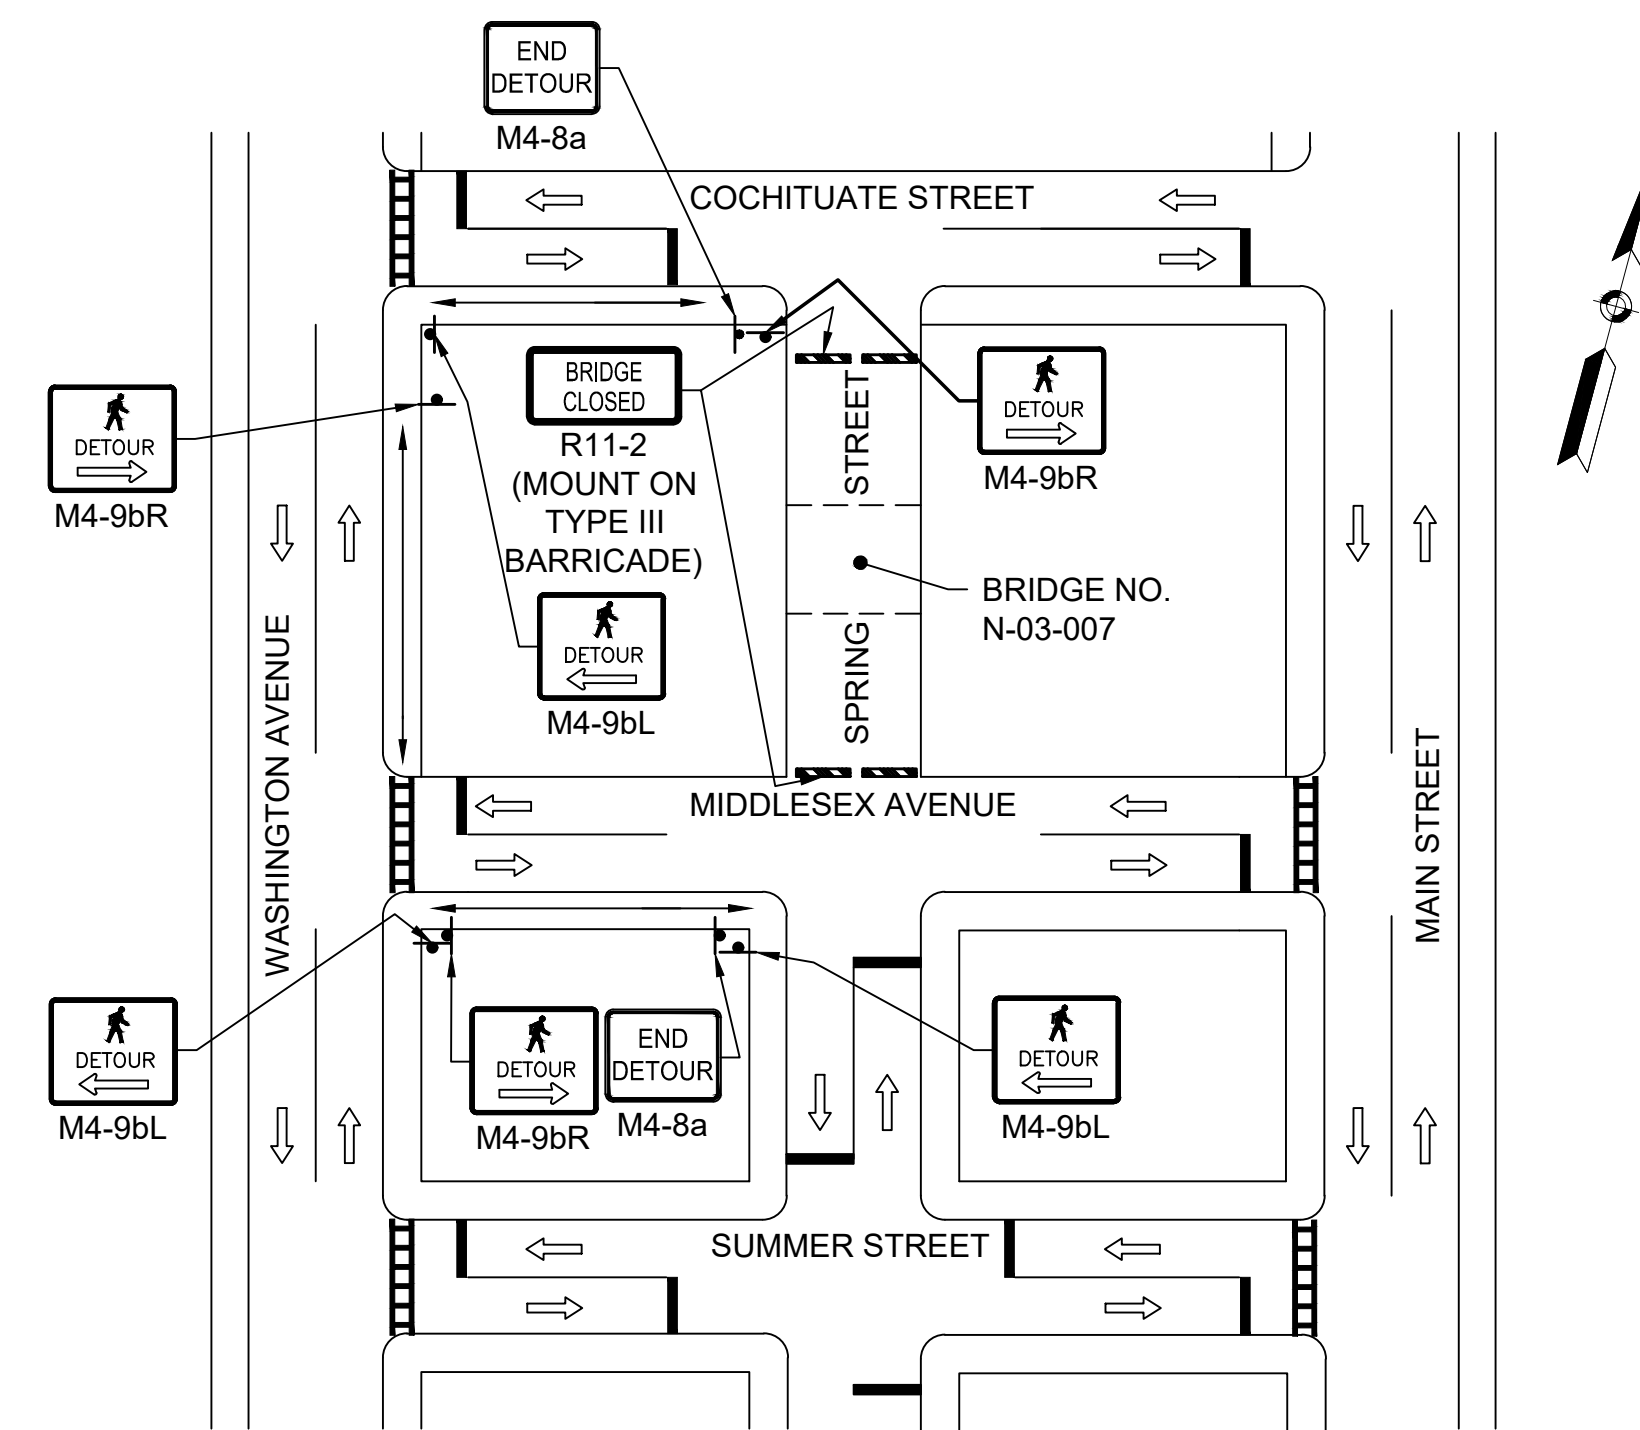 END
DETOUR
M4-8a
COCHITUATE STREET
BRIDGE
CLOSED
R11-2
(MOUNT ON
TYPE III
BARRICADE)
DETOUR
M4-9bR
DETOUR
M4-9bR
STREET
SPRING
BRIDGE NO.
N-03-007
DETOUR
M4-9bL
WASHINGTON AVENUE
MIDDLESEX AVENUE
MAIN STREET
DETOUR
M4-9bL
DETOUR
M4-9bR
END
DETOUR
M4-8a
DETOUR
M4-9bL
SUMMER STREET